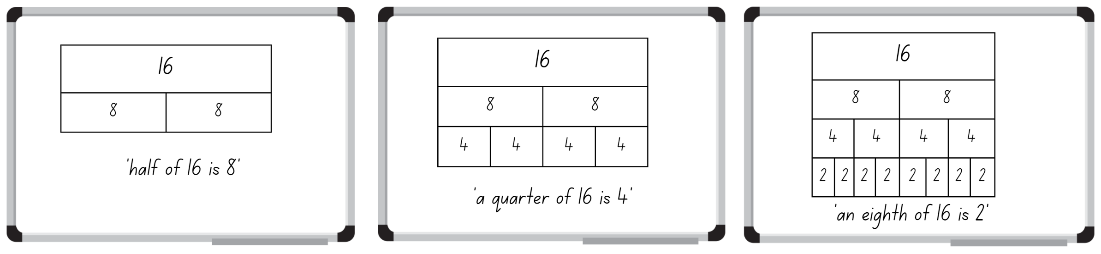 16
8 8
'half of 16 is 8'
16
8 8
4 4 4 4
'a quarter of 16 is 4'
16
8 8
4 4 4 4
2 2 2 2 2 2 2 2
'an eighth of 16 is 2'